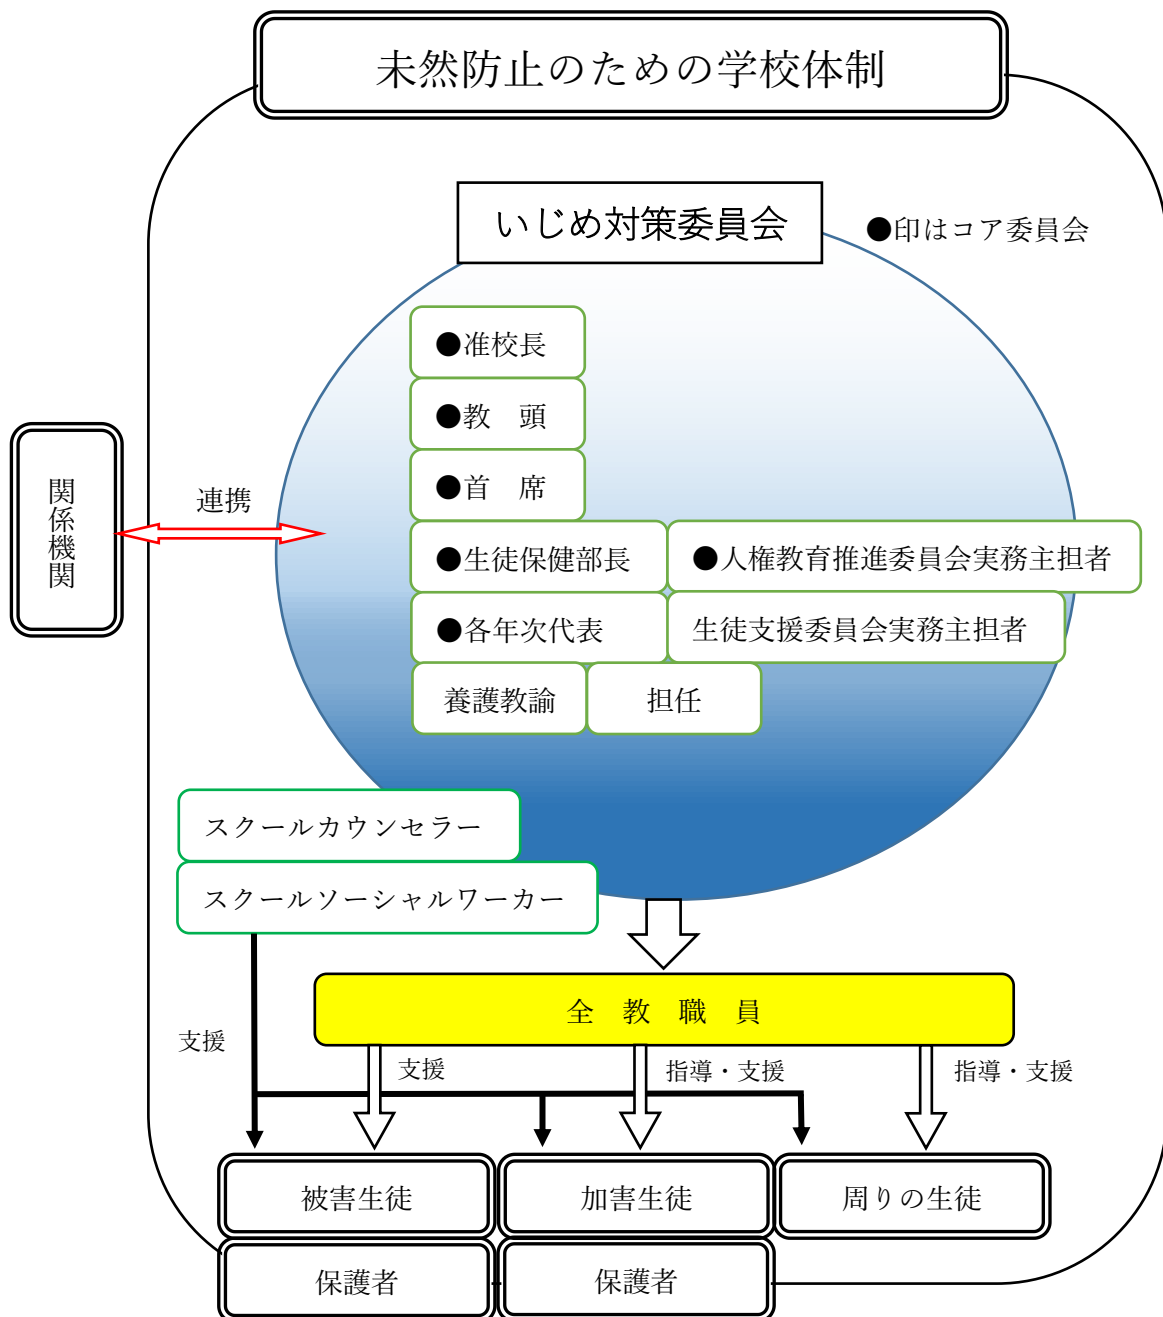 未然防止のための学校体制
いじめ対策委員会
●印はコア委員会
●准校長
●教　頭
●首　席
関係機関
連携
●生徒保健部長
●人権教育推進委員会実務主担者
●各年次代表
生徒支援委員会実務主担者
養護教諭
担任
スクールカウンセラー
スクールソーシャルワーカー
全　教　職　員
支援
支援
指導・支援
指導・支援
被害生徒
加害生徒
周りの生徒
保護者
保護者